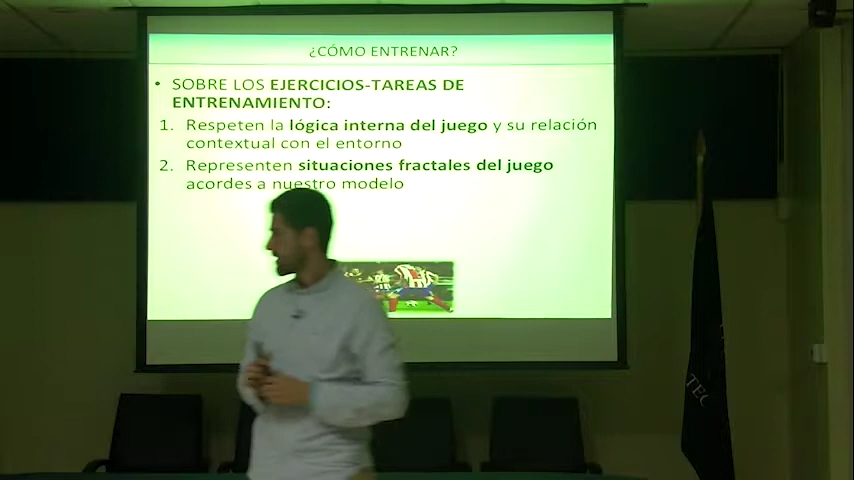 ¿CÓMO ENTRENAR?
• SOBRE LOS EJERCICIOS-TAREAS DE
ENTRENAMIENTO:
1. Respeten la lógica interna del juego y su relación
contextual con el entorno
2. Representen situaciones fractales del juego
acordes a nuestro modelo
TEC